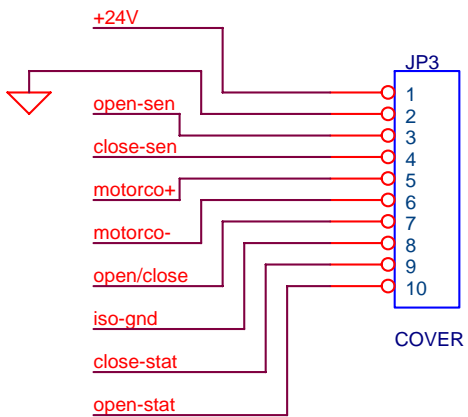 +24V
JP3
1
2
open-sen
3
close-sen
4
motorco+
5
6
motorco-
7
open/close
8
9
iso-gnd
10
close-stat
COVER
open-stat